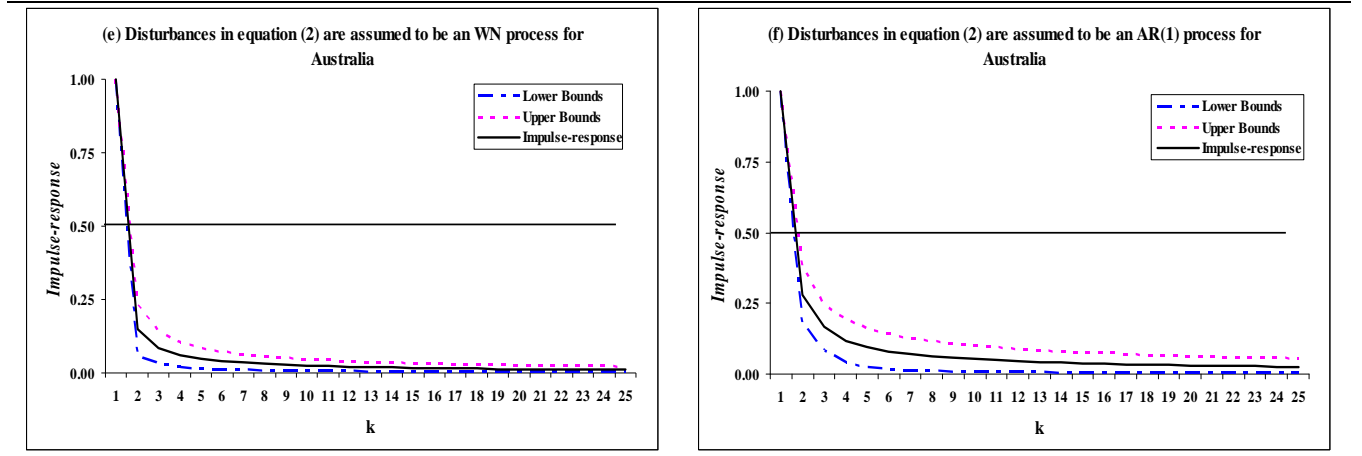 (e) Disturbances in equation (2) are assumed to be an WN process for
Australia
Lower Bounds
Upper Bounds
Impulse-response
1.00
0.75
0.50
0.25
0.00
Impulse-response
1 2 3 4 5 6 7 8 9 10 11 12 13 14 15 16 17 18 19 20 21 22 23 24 25
k
(f) Disturbances in equation (2) are assumed to be an AR(1) process for
Australia
Lower Bounds
Upper Bounds
Impulse-response
1.00
0.75
0.50
0.25
0.00
Impulse-response
1 2 3 4 5 6 7 8 9 10 11 12 13 14 15 16 17 18 19 20 21 22 23 24 25
k